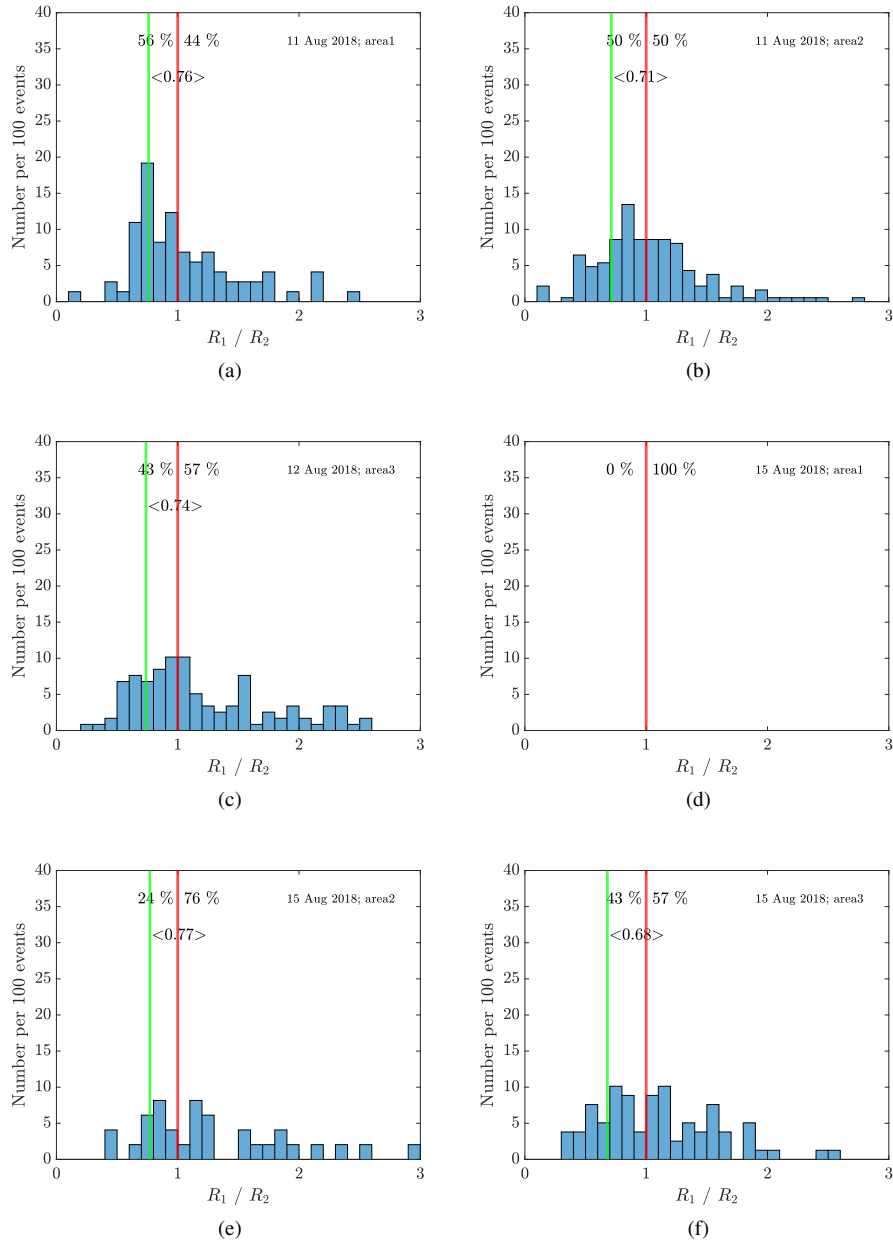 40
56 % 44 %
11 Aug 2018; area1
35
<0.76>
30
25
20
15
10
5
0
0 1 2 3
Number per 100 events
R1 / R2
(a)
40
50 % 50 %
11 Aug 2018; area2
35
<0.71>
30
25
20
15
10
5
0
0 1 2 3
Number per 100 events
R1 / R2
(b)
40
43 % 57 %
12 Aug 2018; area3
35
<0.74>
30
25
20
15
10
5
0
0 1 2 3
Number per 100 events
R1 / R2
(c)
40
0 % 100 %
15 Aug 2018; area1
35
30
25
20
15
10
5
0
0 1 2 3
Number per 100 events
R1 / R2
(d)
40
24 % 76 %
15 Aug 2018; area2
35
<0.77>
30
25
20
15
10
5
0
0 1 2 3
Number per 100 events
R1 / R2
(e)
40
43 % 57 %
15 Aug 2018; area3
35
<0.68>
30
25
20
15
10
5
0
0 1 2 3
Number per 100 events
R1 / R2
(f)